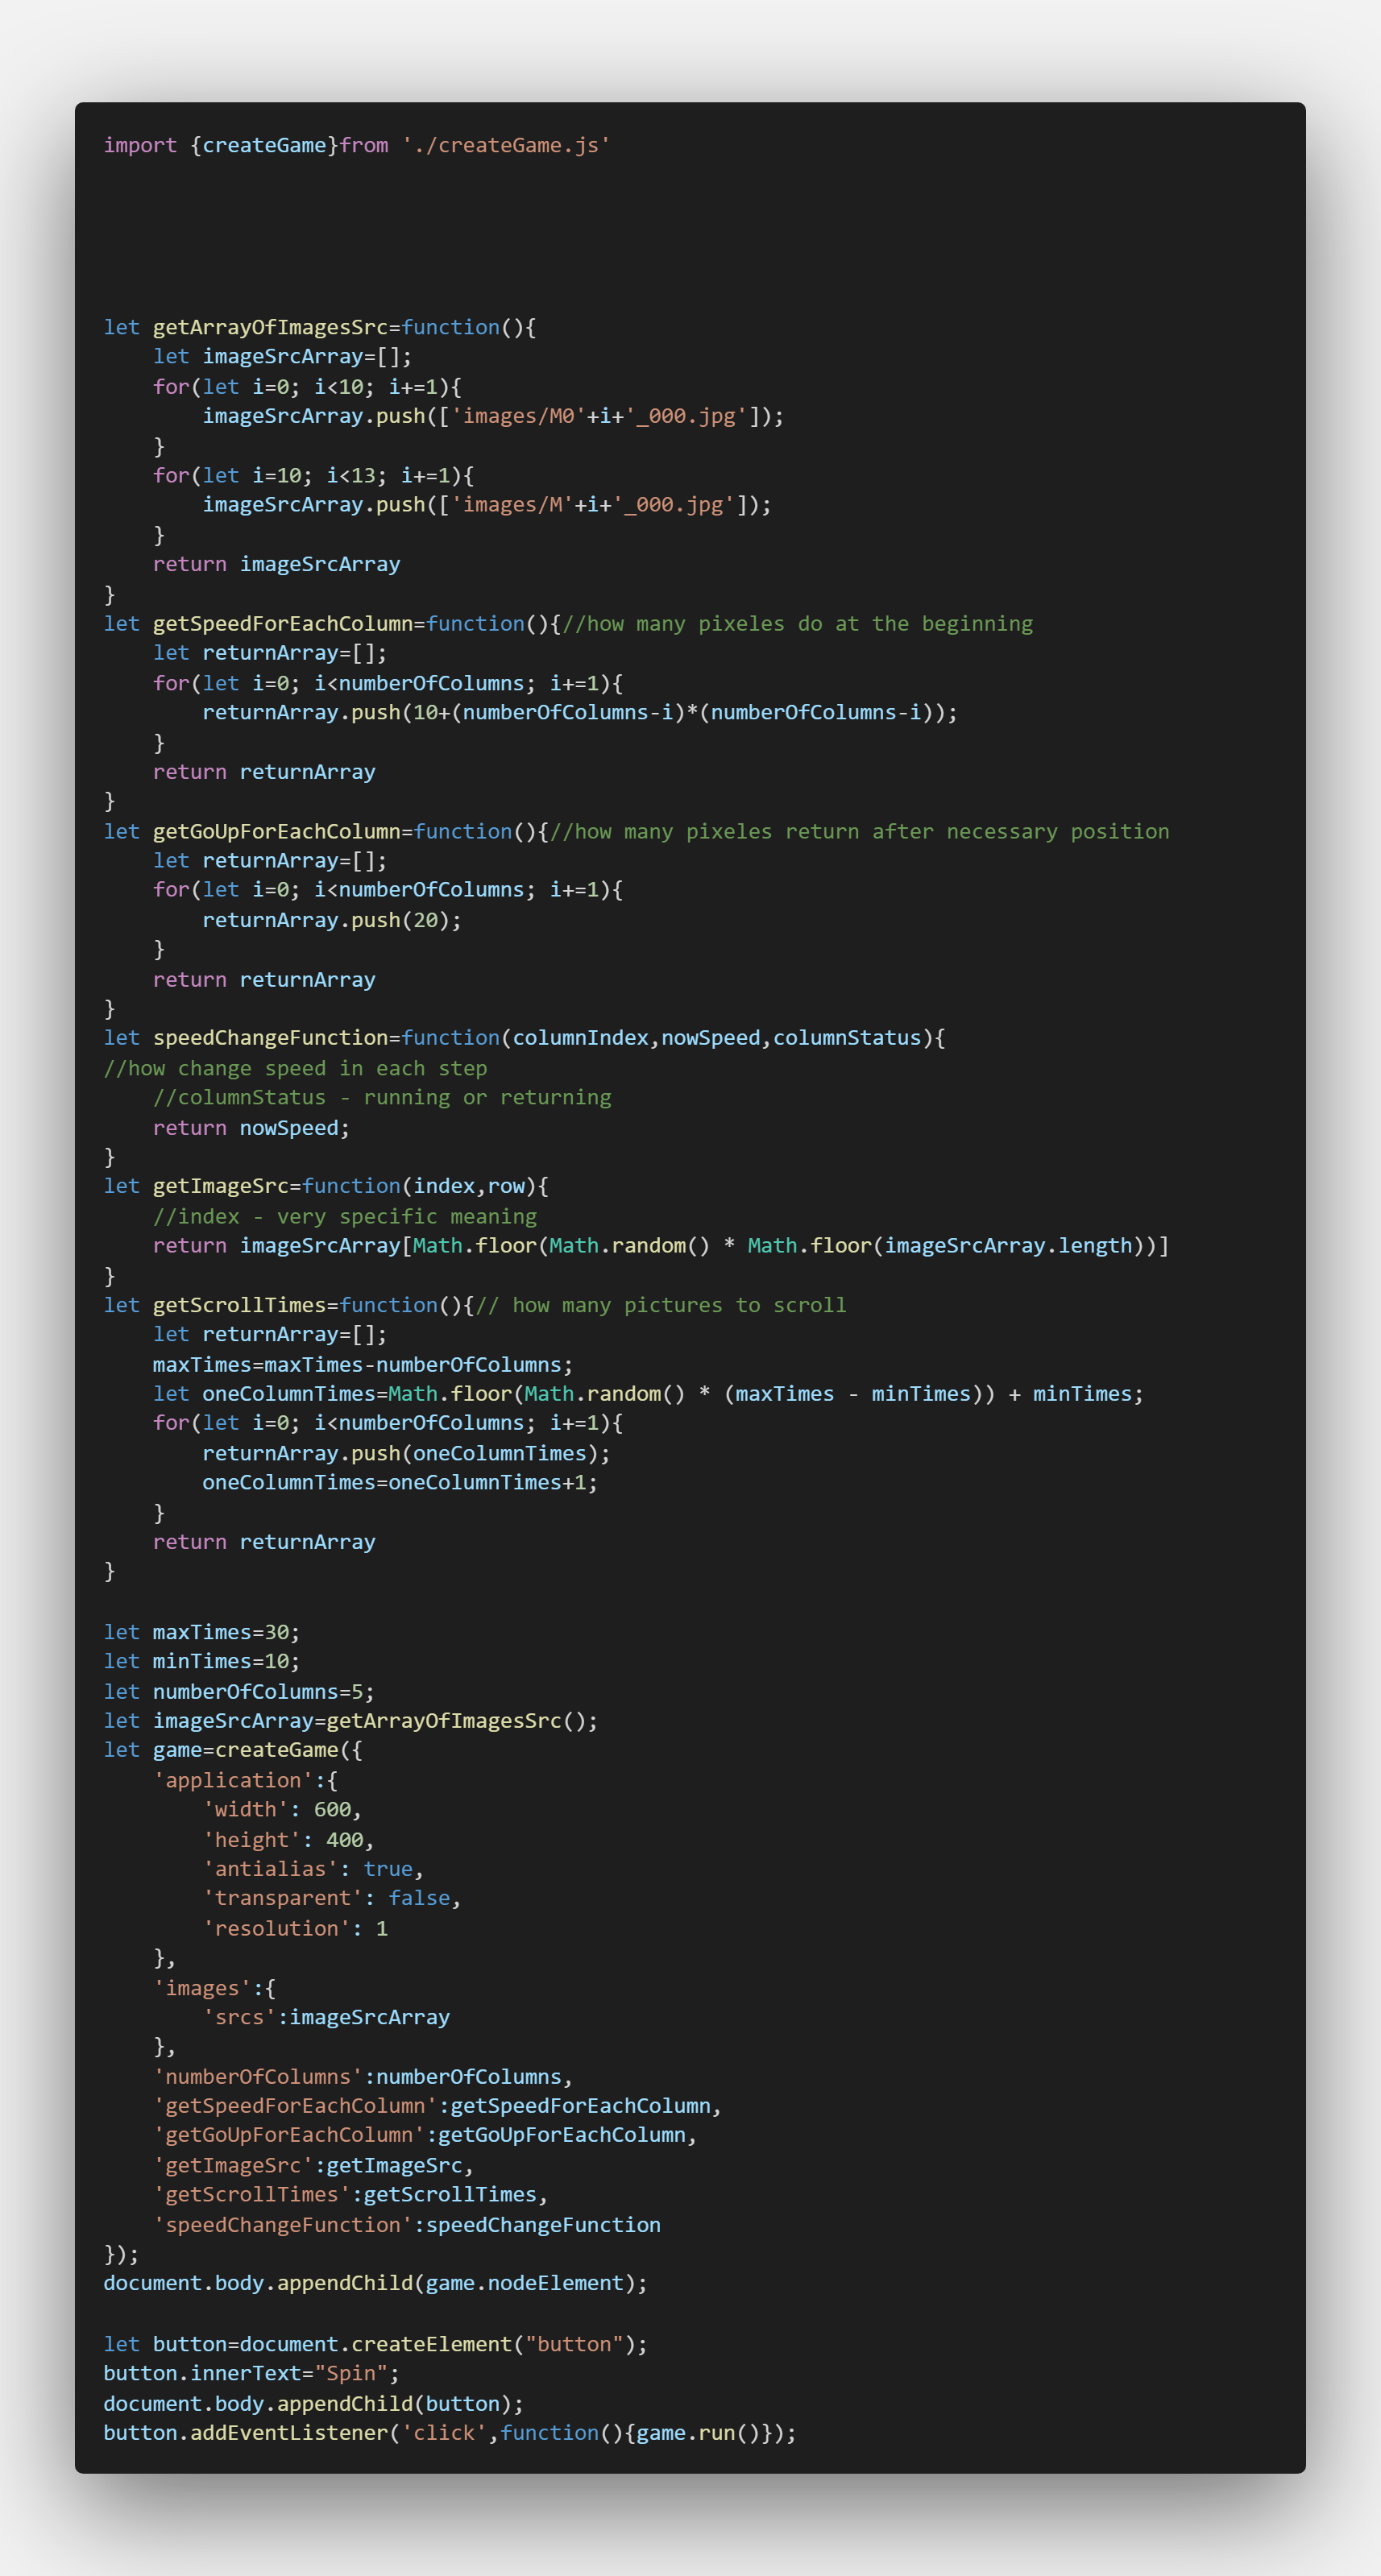 import {createGame}from './createGame.js'
let getArrayOfImagesSrc=function(){
    let imageSrcArray=[];
    for(let i=0; i<10; i+=1){
        imageSrcArray.push(['images/M0'+i+'_000.jpg']);
    }
    for(let i=10; i<13; i+=1){
        imageSrcArray.push(['images/M'+i+'_000.jpg']);
    }
    return imageSrcArray
}
let getSpeedForEachColumn=function(){//how many pixeles do at the beginning
    let returnArray=[];
    for(let i=0; i<numberOfColumns; i+=1){
        returnArray.push(10+(numberOfColumns-i)*(numberOfColumns-i));
    }
    return returnArray
}
let getGoUpForEachColumn=function(){//how many pixeles return after necessary position
    let returnArray=[];
    for(let i=0; i<numberOfColumns; i+=1){
        returnArray.push(20);
    }
    return returnArray
}
let speedChangeFunction=function(columnIndex,nowSpeed,columnStatus){
//how change speed in each step
    //columnStatus - running or returning
    return nowSpeed;
}
let getImageSrc=function(index,row){
    //index - very specific meaning
    return imageSrcArray[Math.floor(Math.random() * Math.floor(imageSrcArray.length))]
}
let getScrollTimes=function(){// how many pictures to scroll
    let returnArray=[];
    maxTimes=maxTimes-numberOfColumns;
    let oneColumnTimes=Math.floor(Math.random() * (maxTimes - minTimes)) + minTimes;
    for(let i=0; i<numberOfColumns; i+=1){
        returnArray.push(oneColumnTimes);
        oneColumnTimes=oneColumnTimes+1;
    }
    return returnArray
}
let maxTimes=30;
let minTimes=10;
let numberOfColumns=5;
let imageSrcArray=getArrayOfImagesSrc();
let game=createGame({
    'application':{
        'width': 600,
        'height': 400,
        'antialias': true,
        'transparent': false,
        'resolution': 1
    },
    'images':{
        'srcs':imageSrcArray
    },
    'numberOfColumns':numberOfColumns,
    'getSpeedForEachColumn':getSpeedForEachColumn,
    'getGoUpForEachColumn':getGoUpForEachColumn,
    'getImageSrc':getImageSrc,
    'getScrollTimes':getScrollTimes,
    'speedChangeFunction':speedChangeFunction
});
document.body.appendChild(game.nodeElement);
let button=document.createElement("button");
button.innerText="Spin";
document.body.appendChild(button);
button.addEventListener('click',function(){game.run()});